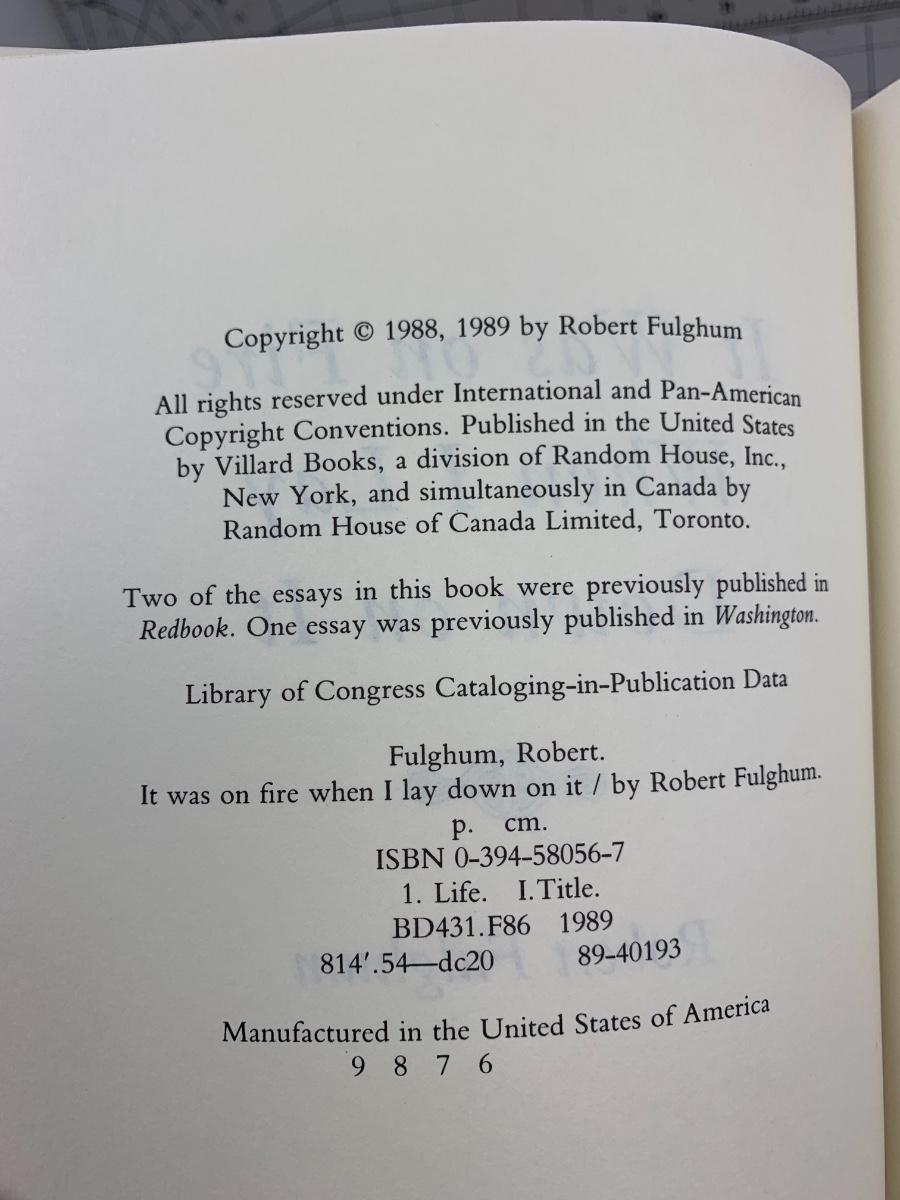 Copyright © 1988, 1989 by Robert Fulghum
All rights reserved under International and Pan-American
Copyright Conventions. Published in the United States
by Villard Books, a division of Random House, Inc.,
New York, and simultaneously in Canada by
Random House of Canada Limited, Toronto.
Two of the essays in this book were previously published in
Redbook. One essay was previously published in Washington.
Library of Congress Cataloging-in-Publication Data
Fulghum, Robert.
It was on fire when I lay down on it / by Robert Fulghum.
p. cm.
ISBN 0-394-58056-7
1. Life. I. Title.
BD431.F86 1989
814′.54—dc20 89-40193
Manufactured in the United States of America
9 8 7 6